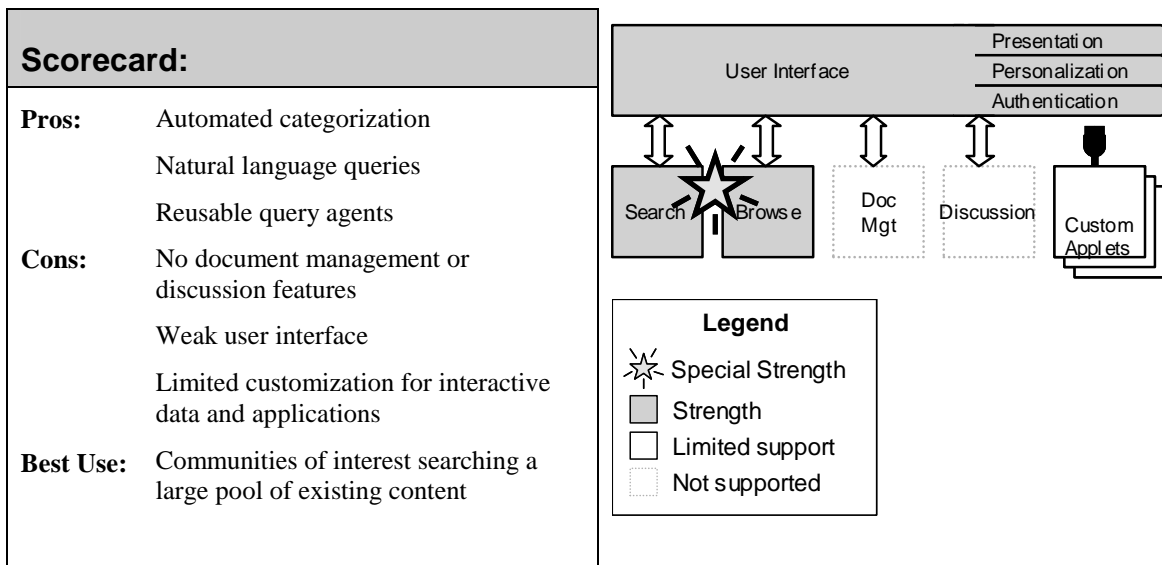 Scorecard:
Pros: Automated categorization
Natural language queries
Reusable query agents
Cons: No document management or
discussion features
Weak user interface
Limited customization for interactive
data and applications
Best Use: Communities of interest searching a
large pool of existing content
User Interface
Presentation
Personalization
Authentication
Search
Browse
Doc
Mgt
Discussion
Custom
Applets
Legend
Special Strength
Strength
Limited support
Not supported